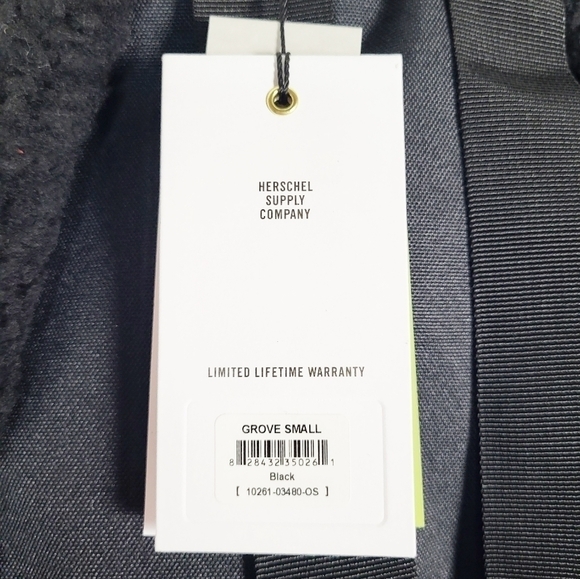 HERSCHEL
SUPPLY
COMPANY
LIMITED LIFETIME WARRANTY
GROVE SMALL
8 28432 35026 1
Black
[ 10261-03480-OS ]